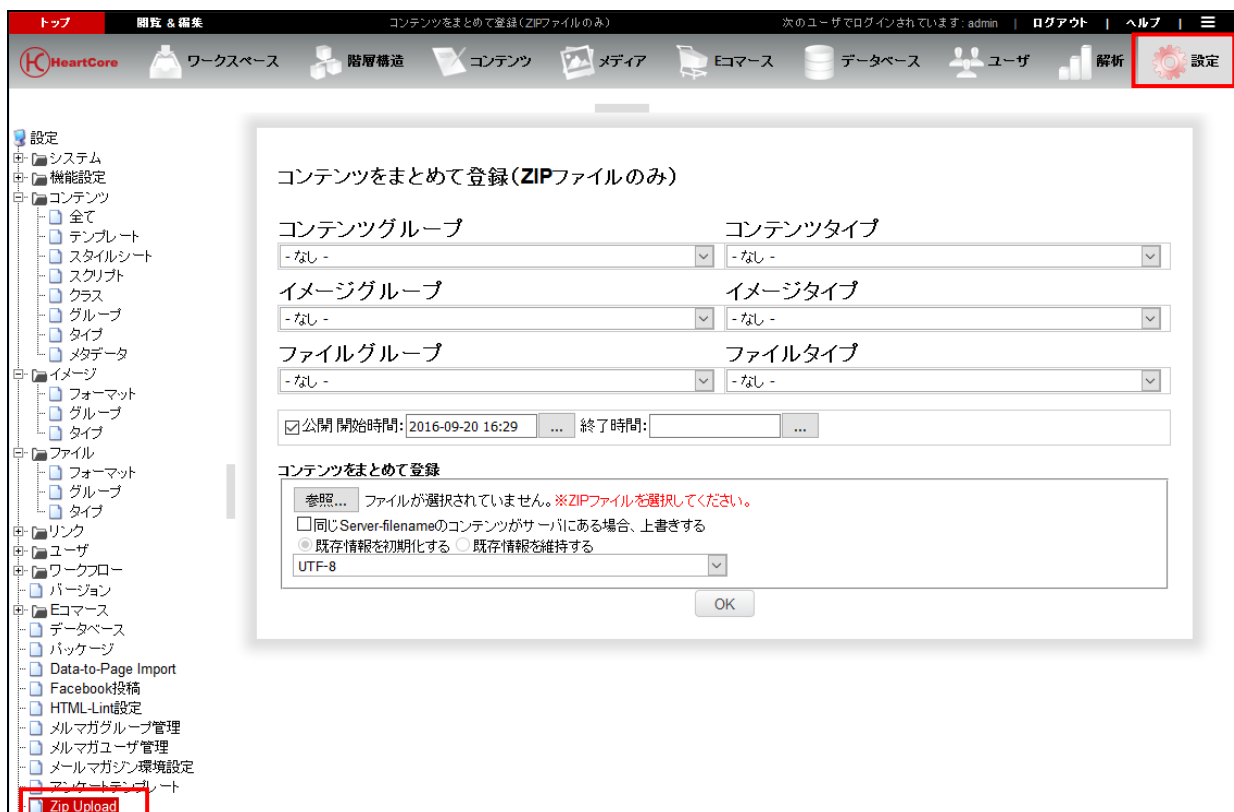 トップ 閲覧 & 編集 コンテンツをまとめて登録(ZIPファイルのみ) 次のユーザでログインされています: admin | ログアウト | ヘルプ | ☰
HeartCore ワークスペース 階層構造 コンテンツ メディア Eコマース データベース ユーザ 解析 設定
設定
システム
機能設定
コンテンツ
全て
テンプレート
スタイルシート
スクリプト
クラス
グループ
タイプ
メタデータ
イメージ
フォーマット
グループ
タイプ
ファイル
フォーマット
グループ
タイプ
リンク
ユーザ
ワークフロー
バージョン
Eコマース
データベース
パッケージ
Data-to-Page Import
Facebook投稿
HTML-Lint設定
メルマガグループ管理
メルマガユーザ管理
メールマガジン環境設定
アンケートテンプレート
Zip Upload
コンテンツをまとめて登録(ZIPファイルのみ)
コンテンツグループ コンテンツタイプ
- なし - - なし -
イメージグループ イメージタイプ
- なし - - なし -
ファイルグループ ファイルタイプ
- なし - - なし -
公開 開始時間: 2016-09-20 16:29 ... 終了時間: ...
コンテンツをまとめて登録
参照... ファイルが選択されていません。※ZIPファイルを選択してください。
同じServer-filenameのコンテンツがサーバにある場合、上書きする
既存情報を初期化する 既存情報を維持する
UTF-8
OK